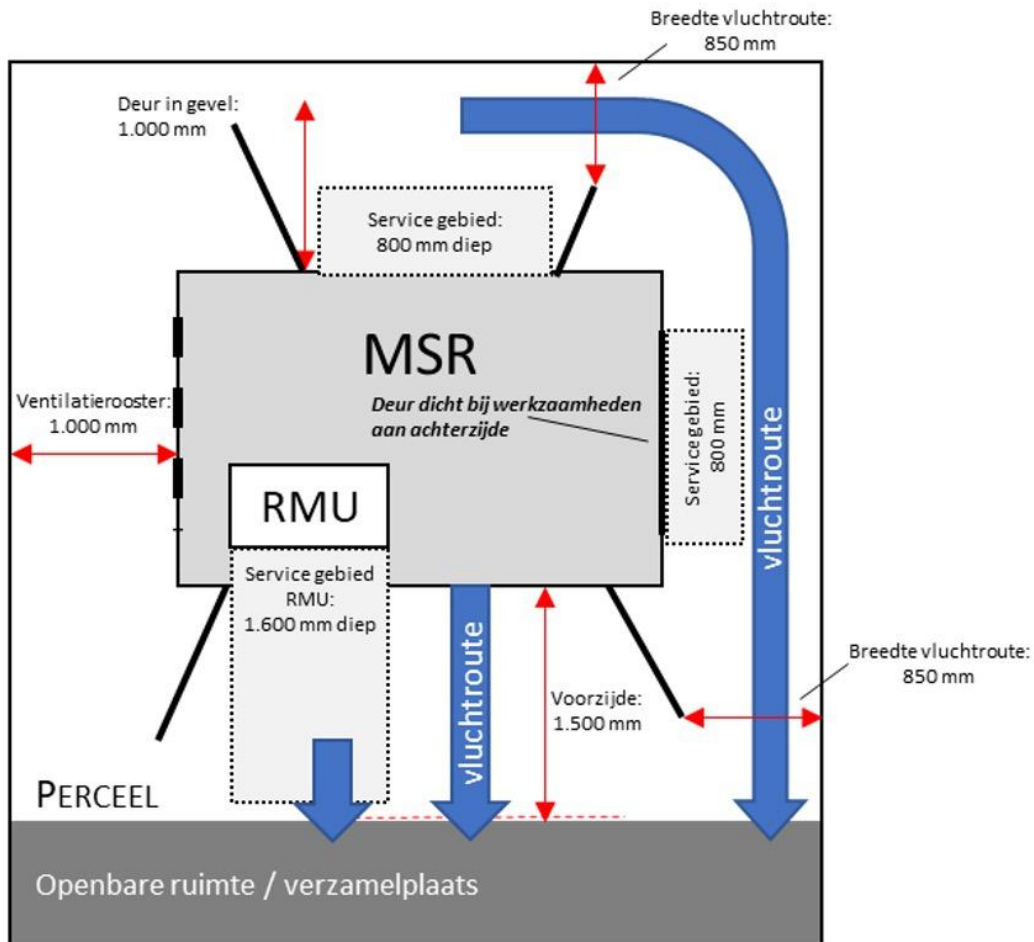 Breedte vluchtroute:
850 mm
Deur in gevel:
1.000 mm
Service gebied:
800 mm diep
MSR
Deur dicht bij werkzaamheden
aan achterzijde
Service gebied:
800 mm
vluchtroute
Ventilatierooster:
1.000 mm
RMU
Service gebied
RMU:
1.600 mm diep
vluchtroute
Voorzijde:
1.500 mm
Breedte vluchtroute:
850 mm
PERCEEL
Openbare ruimte / verzamelplaats